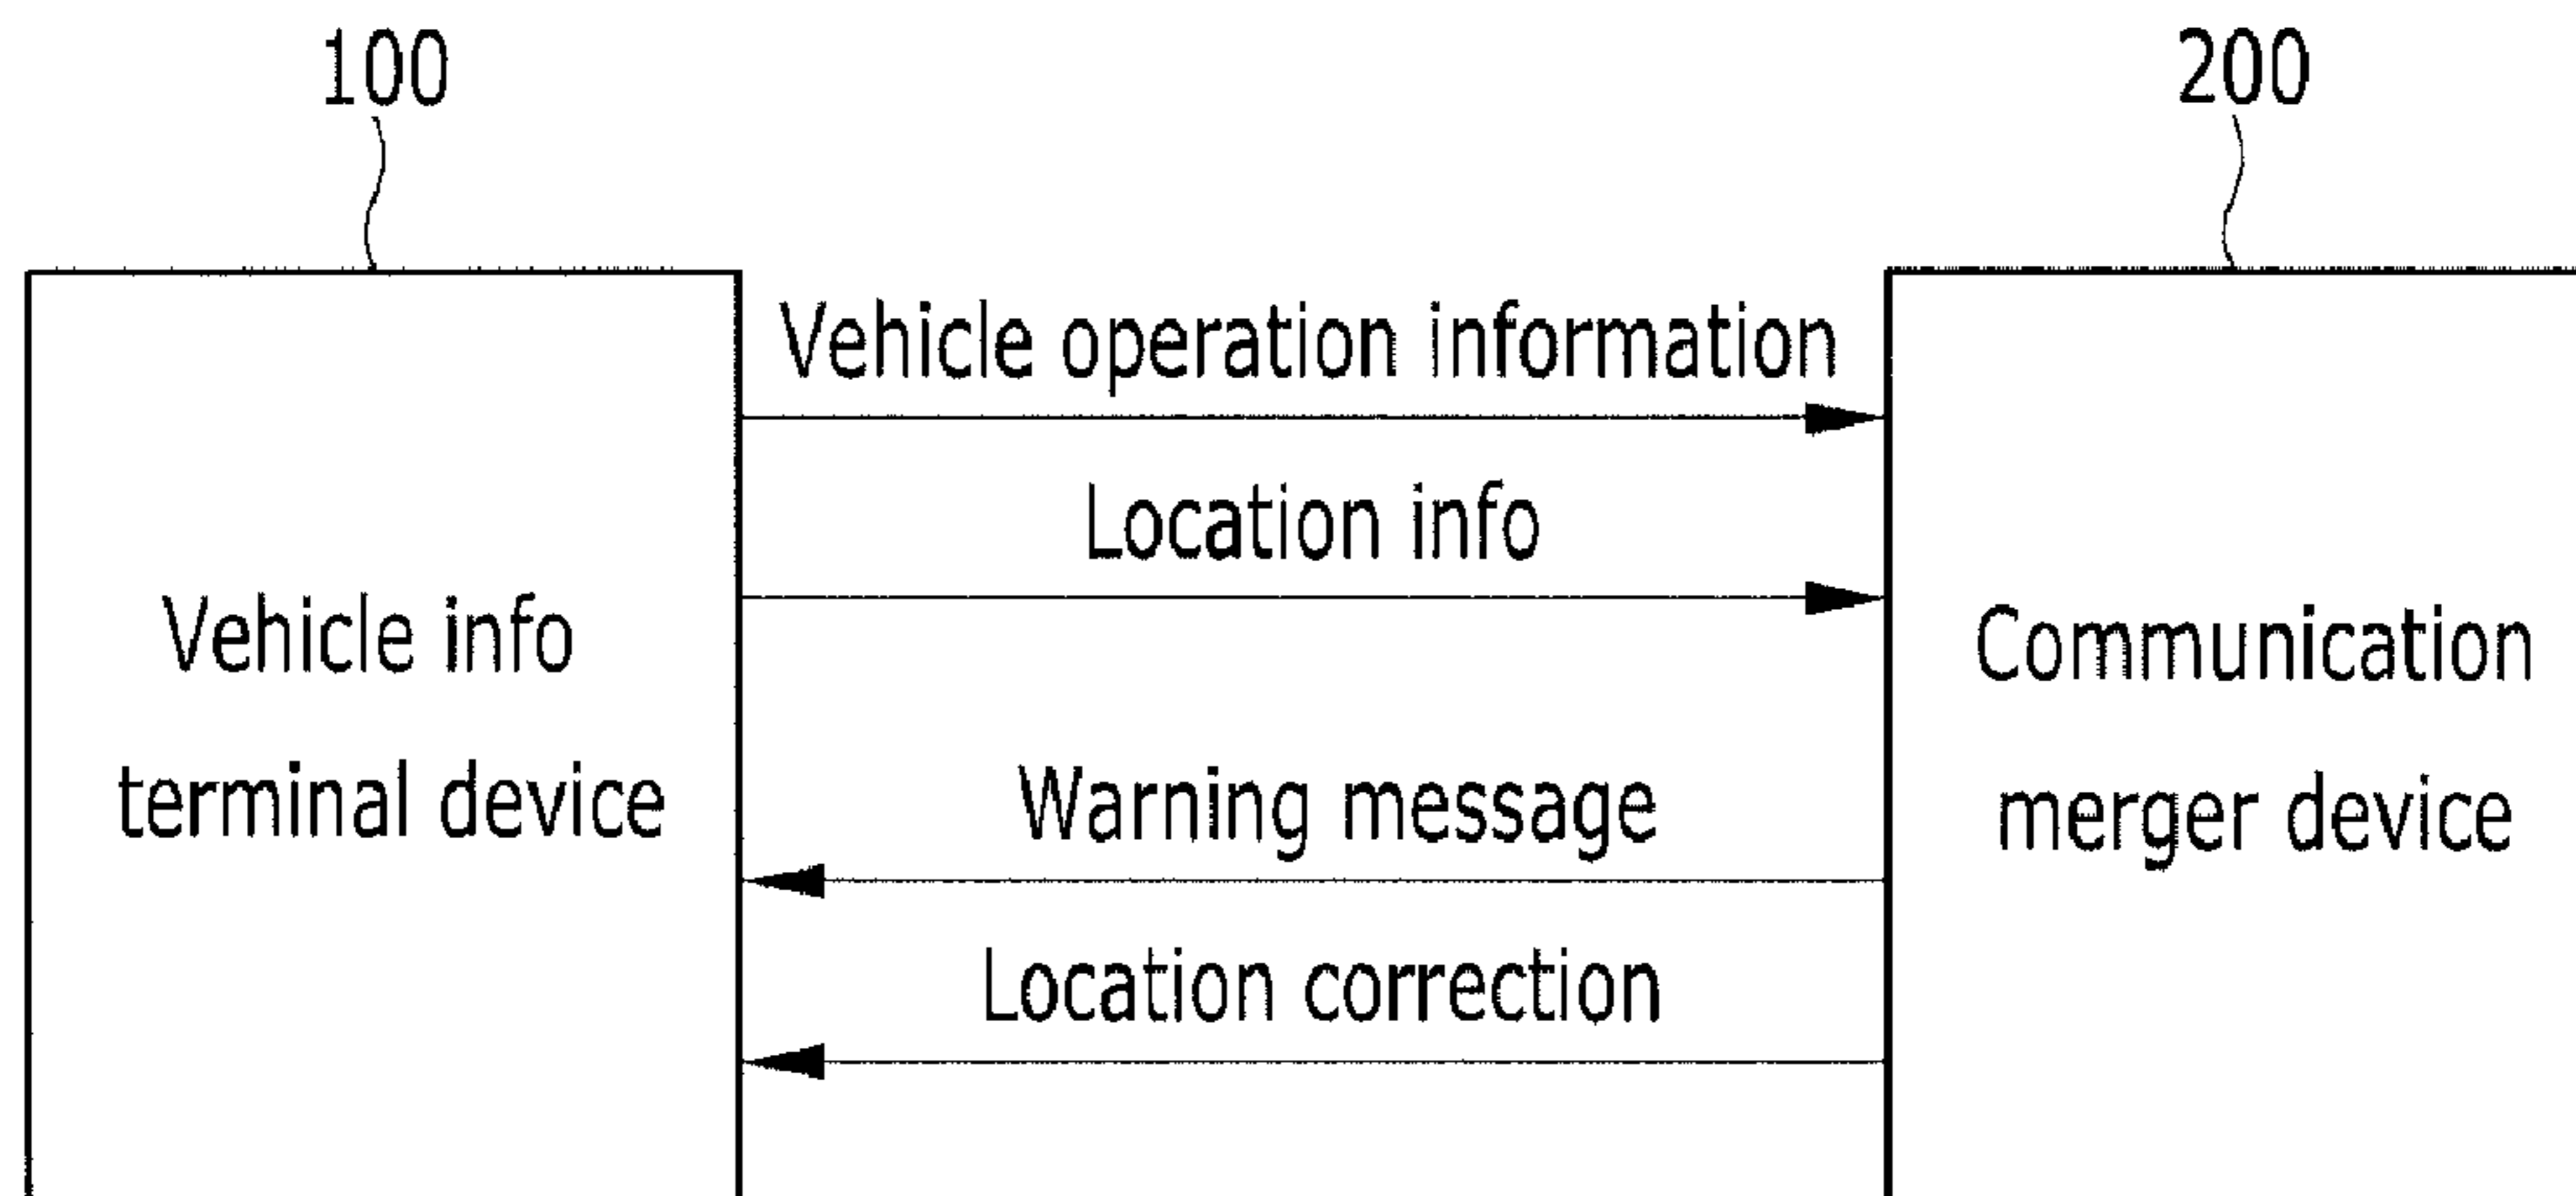 100
200
Vehicle operation information
Location info
Vehicle info
terminal device
Communication
merger device
Warning message
Location correction